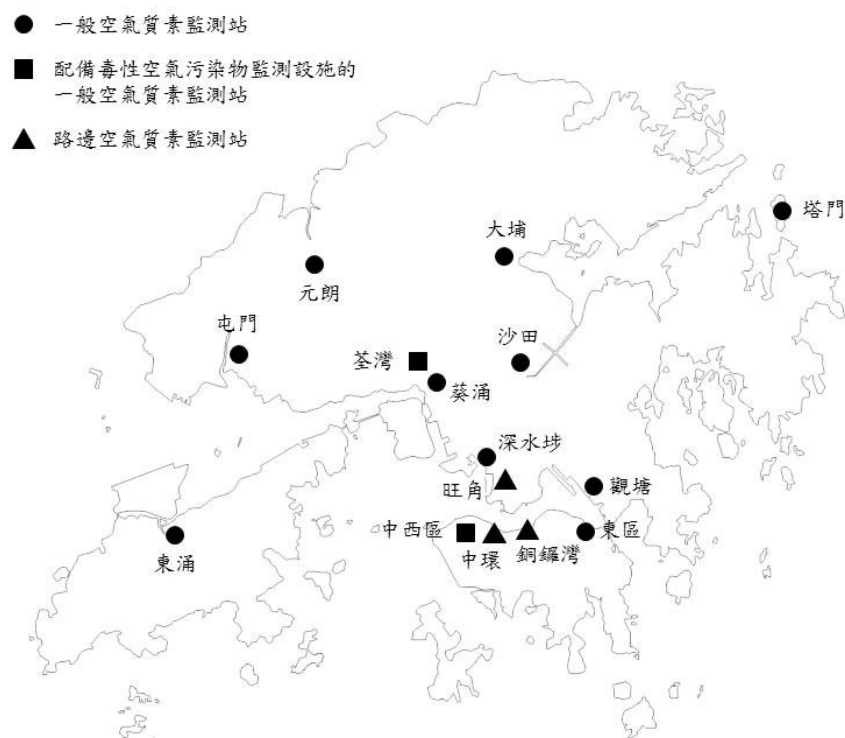 一般空氣質素監測站
配備毒性空氣污染物監測設施的
一般空氣質素監測站
路邊空氣質素監測站
塔門
大埔
元朗
屯門
沙田
荃灣
葵涌
深水埗
旺角
觀塘
中西區
東區
中環
銅鑼灣
東涌